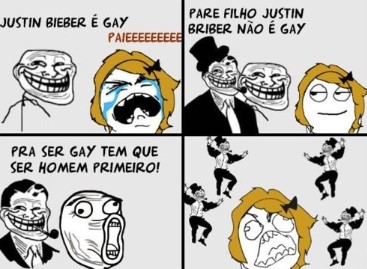 JUSTIN BIEBER É GAY
PAIEEEEEEEEE
PARE FILHO JUSTIN
BRIBER NÃO É GAY
PRA SER GAY TEM QUE
SER HOMEM PRIMEIRO!